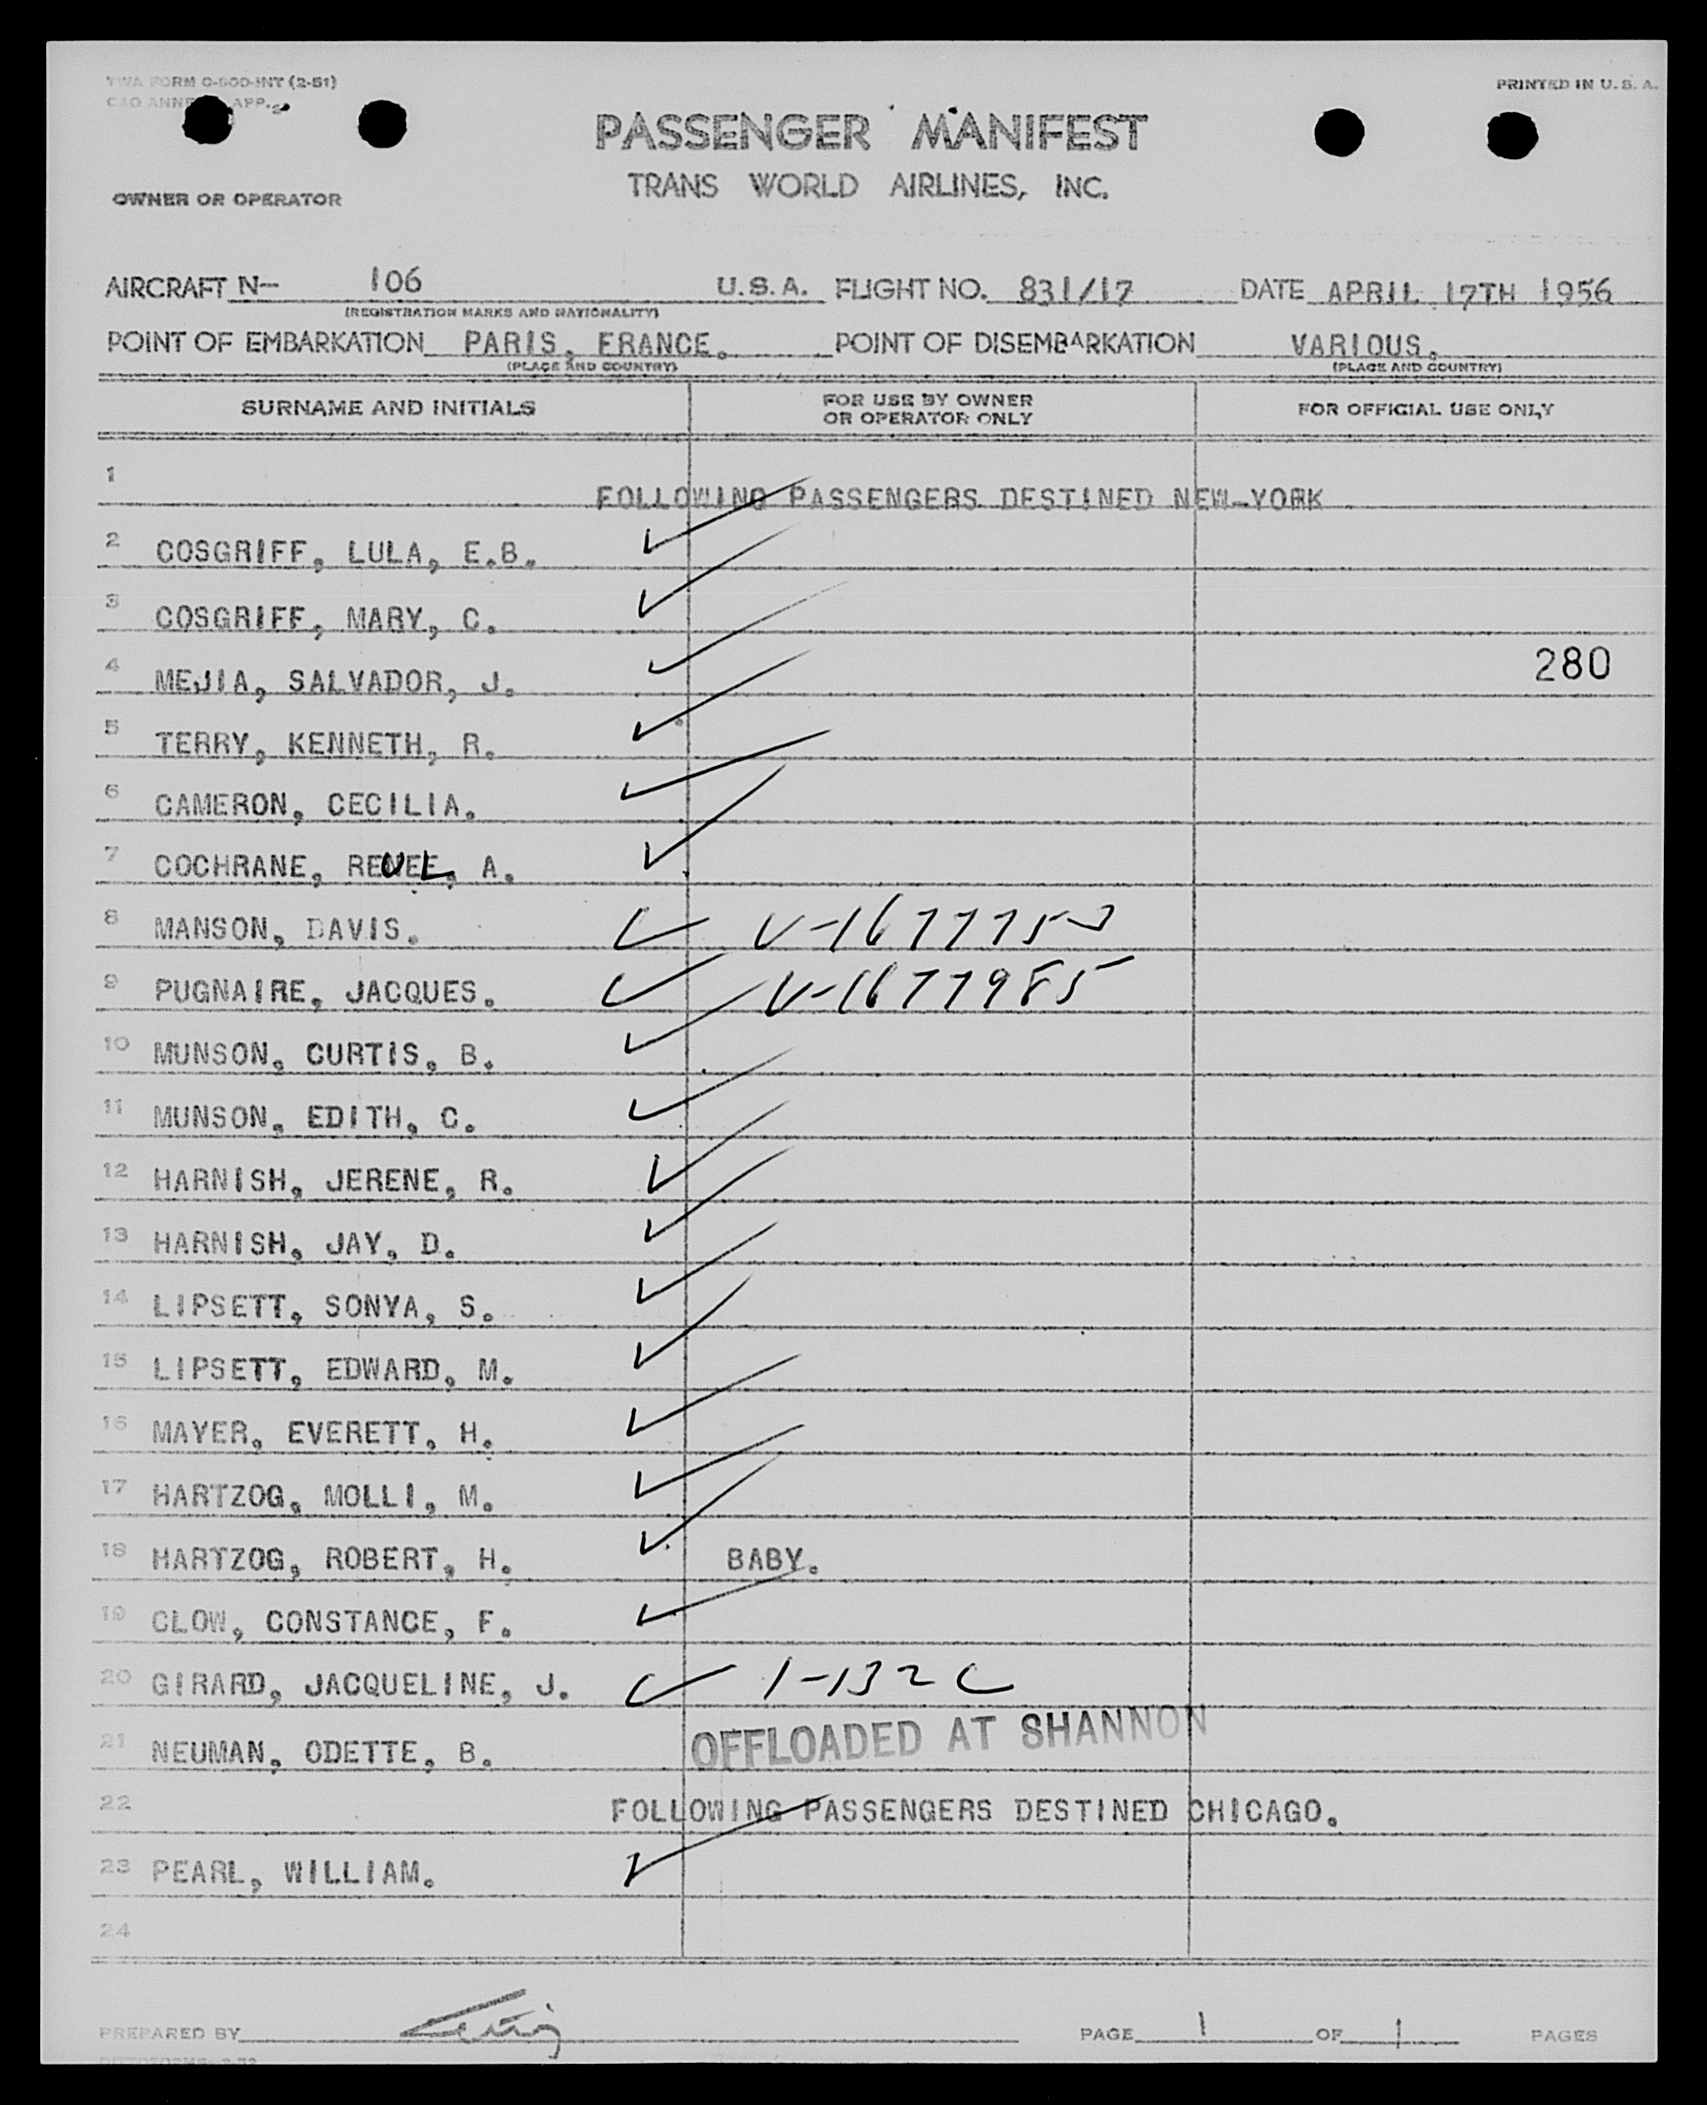 TWA FORM O-600-INT (2-51)
PRINTED IN U. S. A.
PASSENGER MANIFEST
TRANS WORLD AIRLINES, INC.
OWNER OR OPERATOR
AIRCRAFT N- 106 U. S. A. FLIGHT NO. 831/17 DATE APRIL 17TH 1956
(REGISTRATION MARKS AND NATIONALITY)
POINT OF EMBARKATION PARIS, FRANCE. POINT OF DISEMBARKATION VARIOUS.
(PLACE AND COUNTRY) (PLACE AND COUNTRY)
SURNAME AND INITIALS FOR USE BY OWNER OR OPERATOR ONLY FOR OFFICIAL USE ONLY
1 FOLLOWING PASSENGERS DESTINED NEW-YORK
2 COSGRIFF, LULA, E.B.
3 COSGRIFF, MARY, C.
280
4 MEJIA, SALVADOR, J.
5 TERRY, KENNETH, R.
6 CAMERON, CECILIA.
7 COCHRANE, RENEE, A.
8 MANSON, DAVIS. V-1677753
9 PUGNAIRE, JACQUES. V-1677985
10 MUNSON, CURTIS, B.
11 MUNSON, EDITH, C.
12 HARNISH, JERENE, R.
13 HARNISH, JAY, D.
14 LIPSETT, SONYA, S.
15 LIPSETT, EDWARD, M.
16 MAYER, EVERETT, H.
17 HARTZOG, MOLLI, M.
18 HARTZOG, ROBERT, H. BABY.
19 CLOW, CONSTANCE, F.
20 GIRARD, JACQUELINE, J. 1-132 C
21 NEUMAN, ODETTE, B. OFFLOADED AT SHANNON
22 FOLLOWING PASSENGERS DESTINED CHICAGO.
23 PEARL, WILLIAM.
24
PREPARED BY PAGE 1 OF 1 PAGES